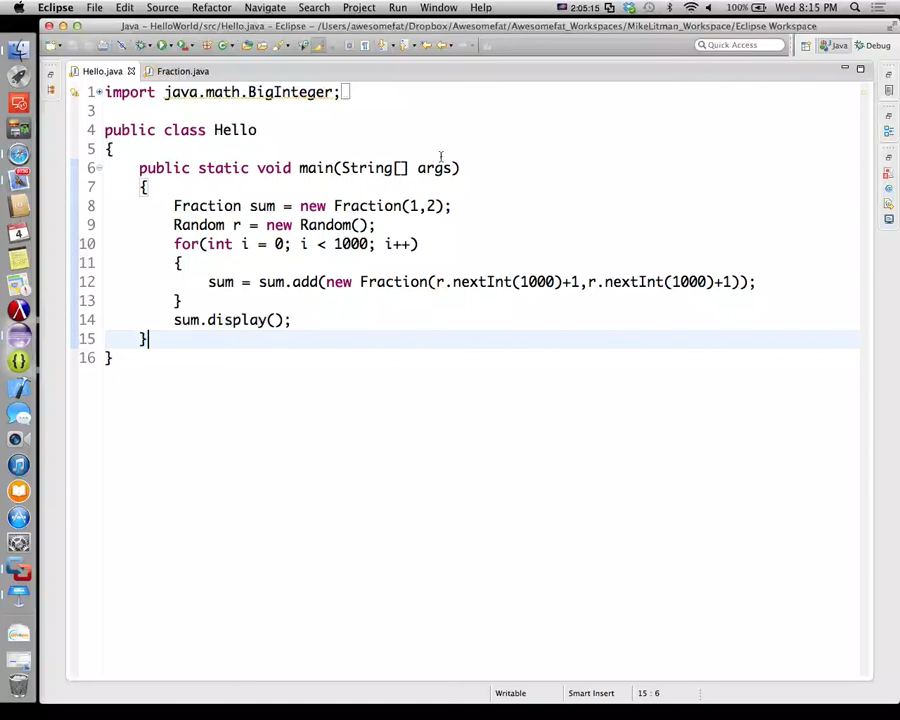 Eclipse File Edit Source Refactor Navigate Search Project Run Window Help 2:05:15 100% Wed 8:15 PM
Java – HelloWorld/src/Hello.java – Eclipse – /Users/awesomefat/Dropbox/Awesomefat_Workspaces/MikeLitman_Workspace/Eclipse Workspace
Quick Access Java Debug
Hello.java Fraction.java
1 import java.math.BigInteger;
3
4 public class Hello
5 {
6 public static void main(String[] args)
7 {
8 Fraction sum = new Fraction(1,2);
9 Random r = new Random();
10 for(int i = 0; i < 1000; i++)
11 {
12 sum = sum.add(new Fraction(r.nextInt(1000)+1,r.nextInt(1000)+1));
13 }
14 sum.display();
15 }
16 }
Writable Smart Insert 15 : 6